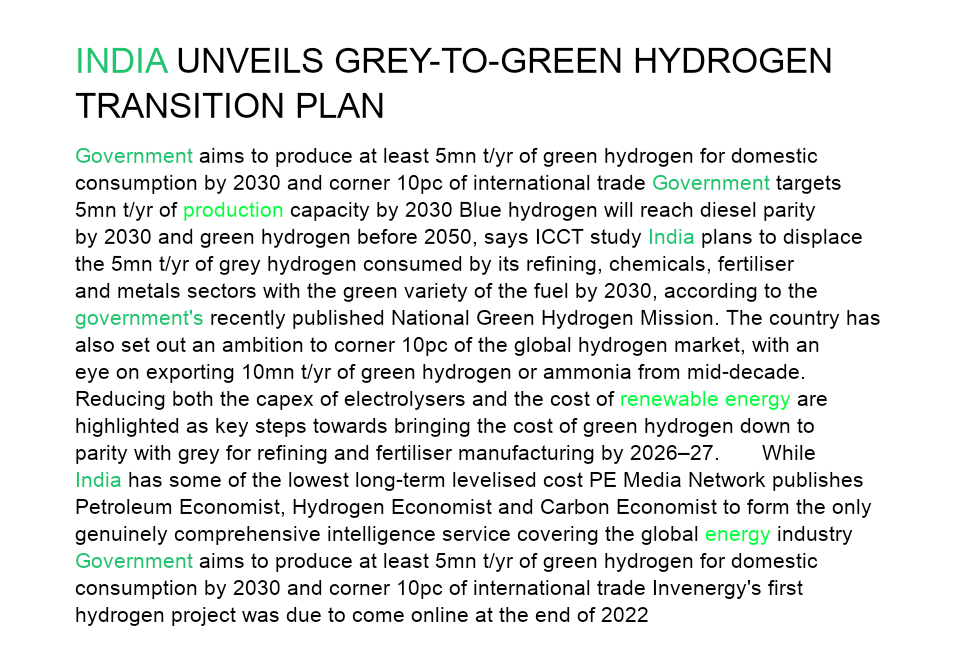 INDIA UNVEILS GREY-TO-GREEN HYDROGEN
TRANSITION PLAN
Government aims to produce at least 5mn t/yr of green hydrogen for domestic
consumption by 2030 and corner 10pc of international trade Government targets
5mn t/yr of production capacity by 2030 Blue hydrogen will reach diesel parity
by 2030 and green hydrogen before 2050, says ICCT study India plans to displace
the 5mn t/yr of grey hydrogen consumed by its refining, chemicals, fertiliser
and metals sectors with the green variety of the fuel by 2030, according to the
government's recently published National Green Hydrogen Mission. The country has
also set out an ambition to corner 10pc of the global hydrogen market, with an
eye on exporting 10mn t/yr of green hydrogen or ammonia from mid-decade.
Reducing both the capex of electrolysers and the cost of renewable energy are
highlighted as key steps towards bringing the cost of green hydrogen down to
parity with grey for refining and fertiliser manufacturing by 2026–27. While
India has some of the lowest long-term levelised cost PE Media Network publishes
Petroleum Economist, Hydrogen Economist and Carbon Economist to form the only
genuinely comprehensive intelligence service covering the global energy industry
Government aims to produce at least 5mn t/yr of green hydrogen for domestic
consumption by 2030 and corner 10pc of international trade Invenergy's first
hydrogen project was due to come online at the end of 2022